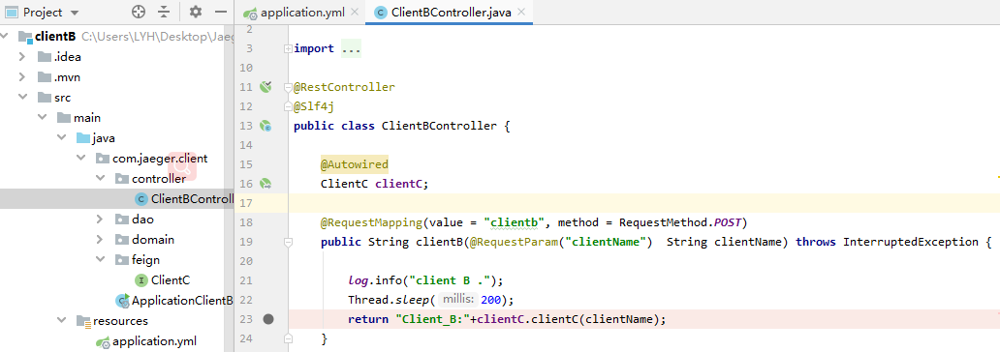 Project
application.yml
ClientBController.java
clientB C:\Users\LYH\Desktop\Jaeg
.idea
.mvn
src
main
java
com.jaeger.client
controller
ClientBControll
dao
domain
feign
ClientC
ApplicationClientB
resources
application.yml
2
3 import ...
10
11 @RestController
12 @Slf4j
13 public class ClientBController {
14
15 @Autowired
16 ClientC clientC;
17
18 @RequestMapping(value = "clientb", method = RequestMethod.POST)
19 public String clientB(@RequestParam("clientName") String clientName) throws InterruptedException {
20
21 log.info("client B .");
22 Thread.sleep( millis: 200);
23 return "Client_B:"+clientC.clientC(clientName);
24 }